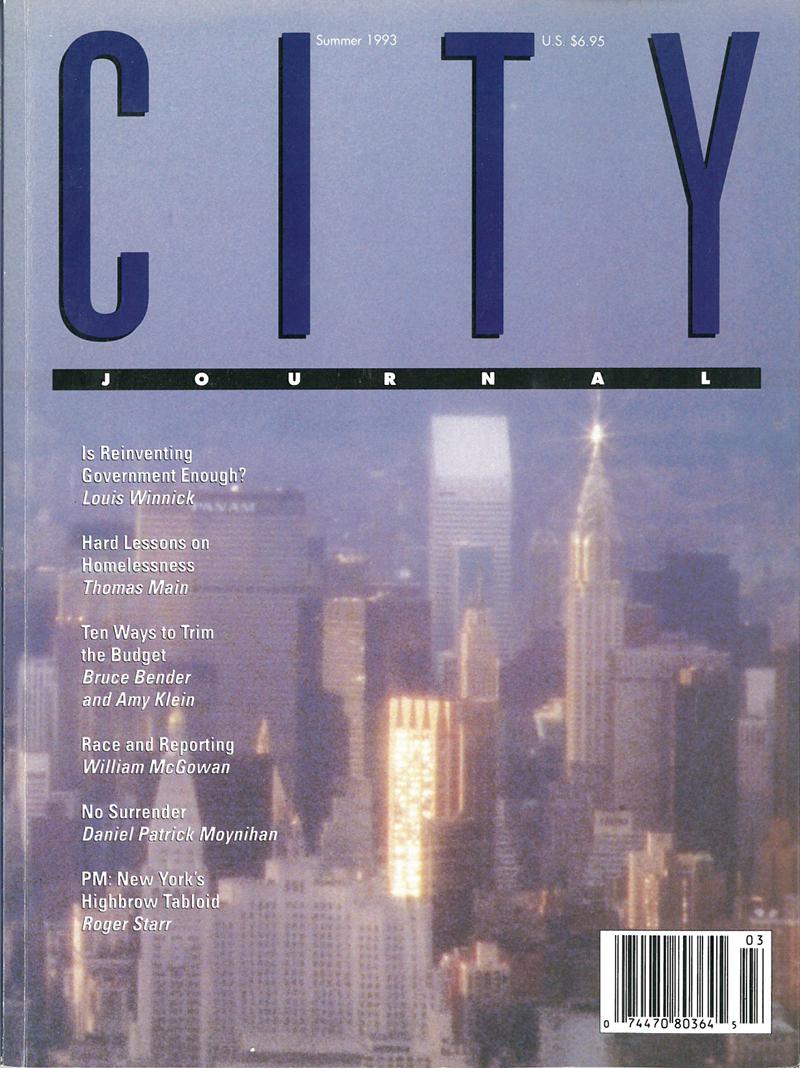 Summer 1993
U.S. $6.95
CITY
JOURNAL
Is Reinventing
Government Enough?
Louis Winnick
PANAM
Hard Lessons on
Homelessness
Thomas Main
Ten Ways to Trim
the Budget
Bruce Bender
and Amy Klein
Race and Reporting
William McGowan
No Surrender
Daniel Patrick Moynihan
PM: New York's
Highbrow Tabloid
Roger Starr
03
0 74470 80364 5